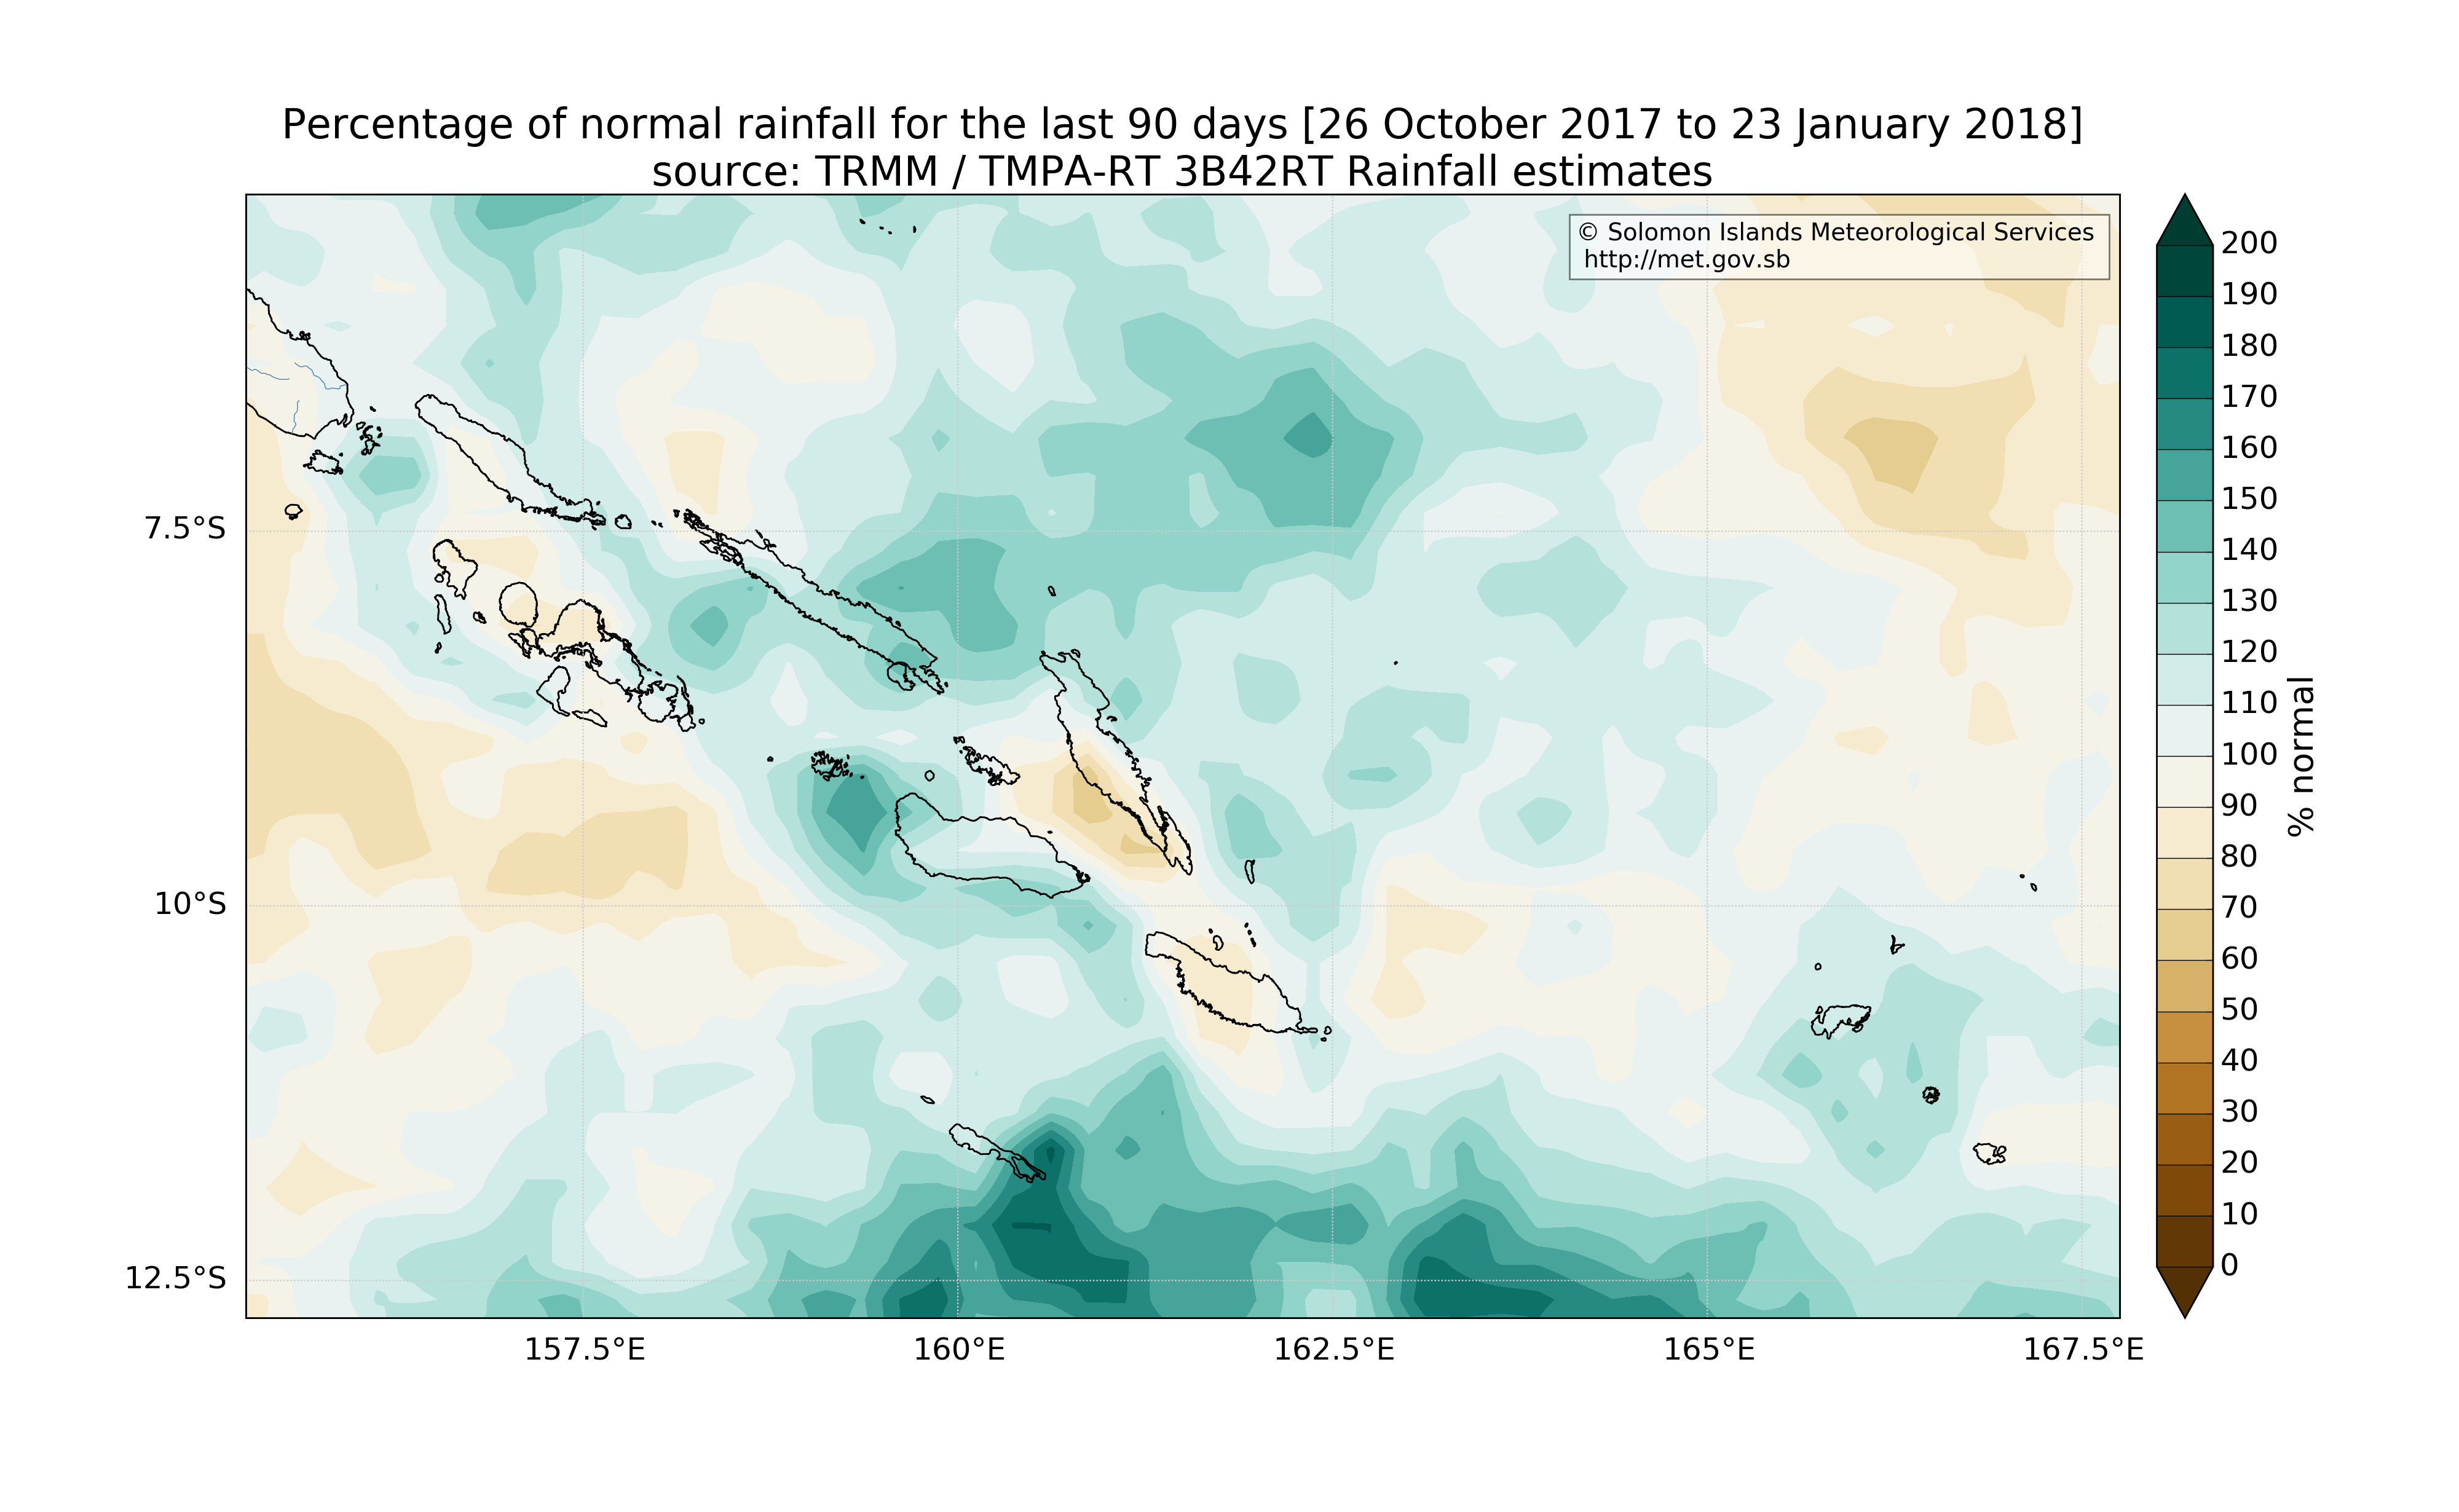 Percentage of normal rainfall for the last 90 days [26 October 2017 to 23 January 2018]
source: TRMM / TMPA-RT 3B42RT Rainfall estimates
© Solomon Islands Meteorological Services
http://met.gov.sb
7.5°S
10°S
12.5°S
157.5°E
160°E
162.5°E
165°E
167.5°E
200
190
180
170
160
150
140
130
120
110
100
90
80
70
60
50
40
30
20
10
0
% normal